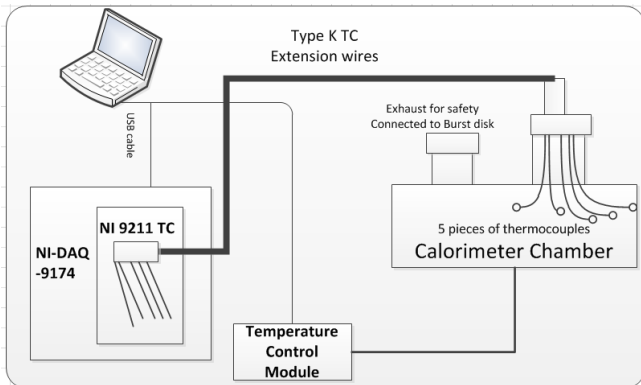 Type K TC
Extension wires
Exhaust for safety
Connected to Burst disk
USB cable
NI 9211 TC
NI-DAQ
-9174
5 pieces of thermocouples
Calorimeter Chamber
Temperature
Control
Module